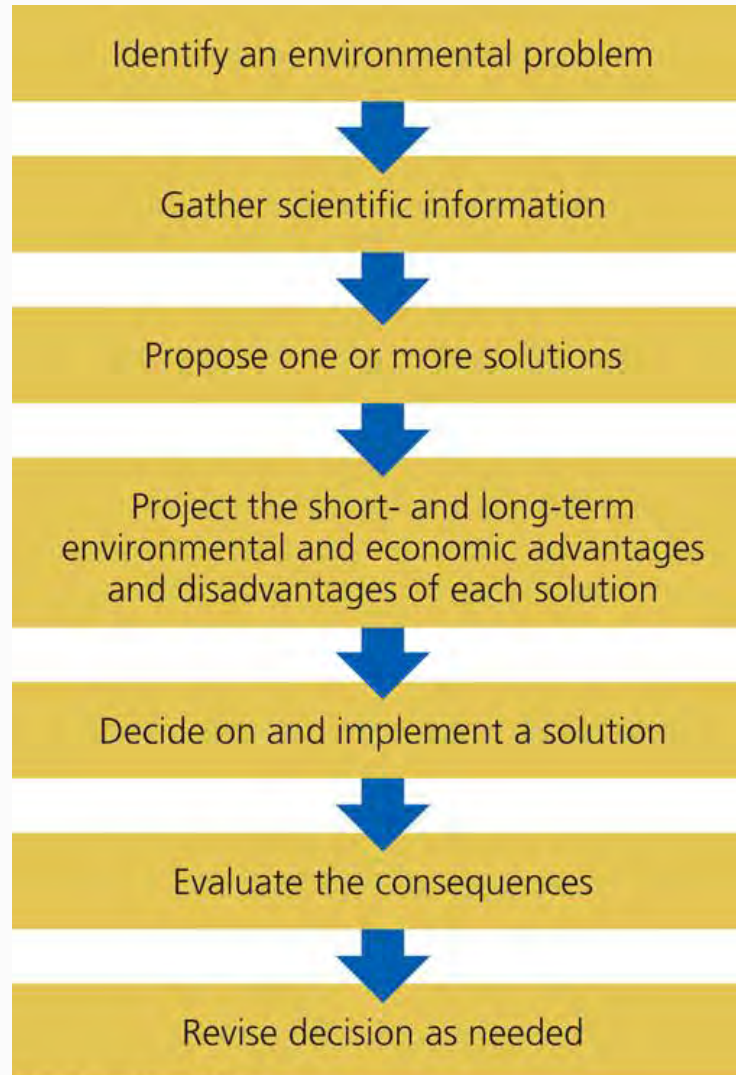 Identify an environmental problem
Gather scientific information
Propose one or more solutions
Project the short- and long-term
environmental and economic advantages
and disadvantages of each solution
Decide on and implement a solution
Evaluate the consequences
Revise decision as needed